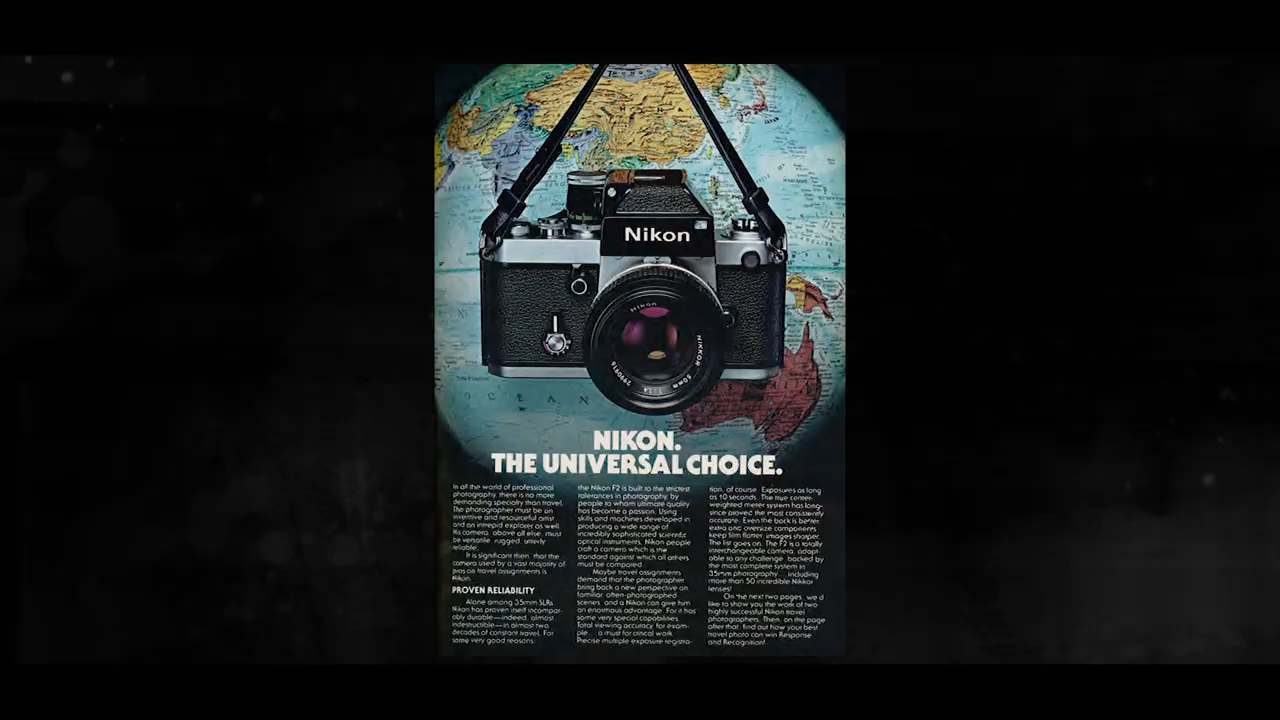 CHINA
Japan
Nikon
Nikon
NIKKOR 50mm
2990916
OCEAN
NIKON.
THE UNIVERSAL CHOICE.
In all the world of professional
photography, there is no more
demanding specialty than travel.
The photographer must be an
inventive and resourceful artist
and an intrepid explorer as well.
His camera, above all else, must
be versatile, rugged, utterly
reliable.
It is significant then, that the
camera used by a vast majority of
pros on travel assignments is
Nikon.
PROVEN RELIABILITY
Alone among 35mm SLRs,
Nikon has proven itself incompar-
ably durable—indeed, almost
indestructible—in almost two
decades of constant travel. For
some very good reasons:
the Nikon F2 is built to the strictest
tolerances in photography, by
people to whom ultimate quality
has become a passion. Using
skills and machines developed in
producing a wide range of
incredibly sophisticated scientific
optical instruments, Nikon people
craft a camera which is the
standard against which all others
must be compared.
Maybe travel assignments
demand that the photographer
bring back a new perspective on
familiar, often-photographed
scenes, and a Nikon can give him
an enormous advantage. For it has
some very special capabilities.
Total viewing accuracy, for exam-
ple... a must for critical work.
Precise multiple exposure registra-
tion, of course. Exposures as long
as 10 seconds. The true center-
weighted meter system has long-
since proved the most consistently
accurate. Even the back is better:
extra and oversize components
keep film flatter, images sharper.
The list goes on. The F2 is a totally
interchangeable camera, adapt-
able to any challenge, backed by
the most complete system in
35mm photography... including
more than 50 incredible Nikkor
lenses!
On the next two pages, we'd
like to show you the work of two
highly successful Nikon travel
photographers. Then, on the page
after that, find out how your best
travel photo can win Response
and Recognition!